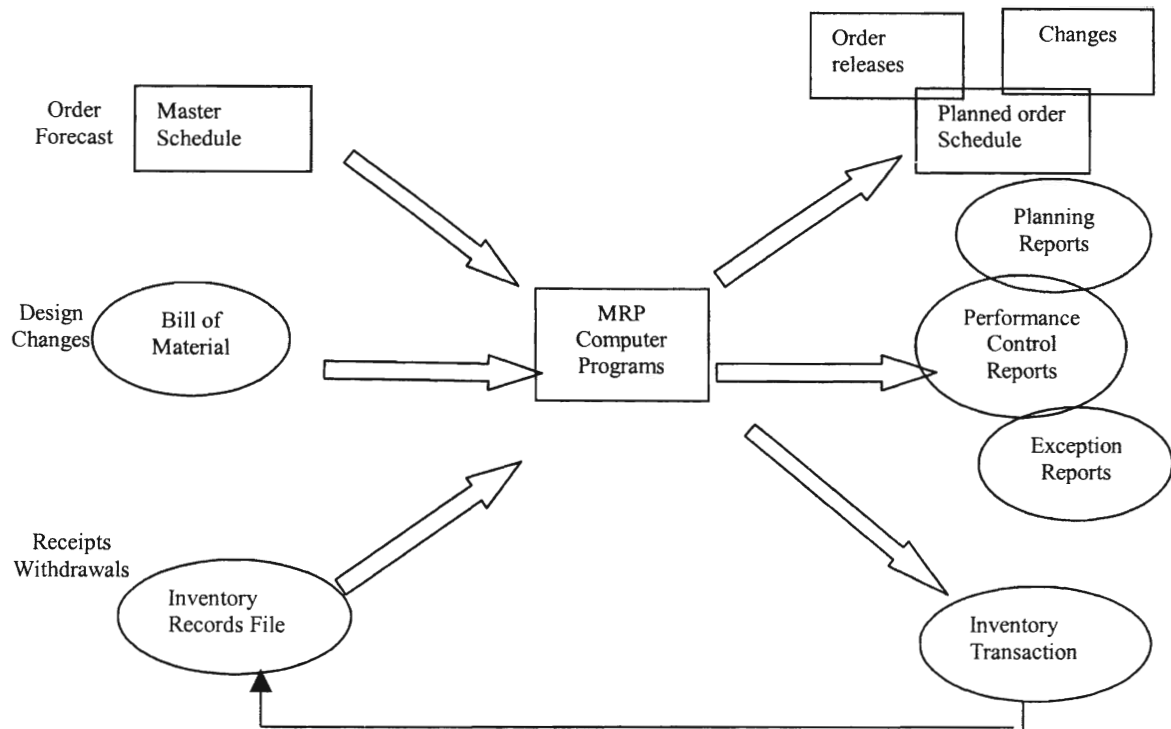 Order
Forecast
Master
Schedule
Order
releases
Changes
Planned order
Schedule
Planning
Reports
Design
Changes
Bill of
Material
MRP
Computer
Programs
Performance
Control
Reports
Exception
Reports
Receipts
Withdrawals
Inventory
Records File
Inventory
Transaction